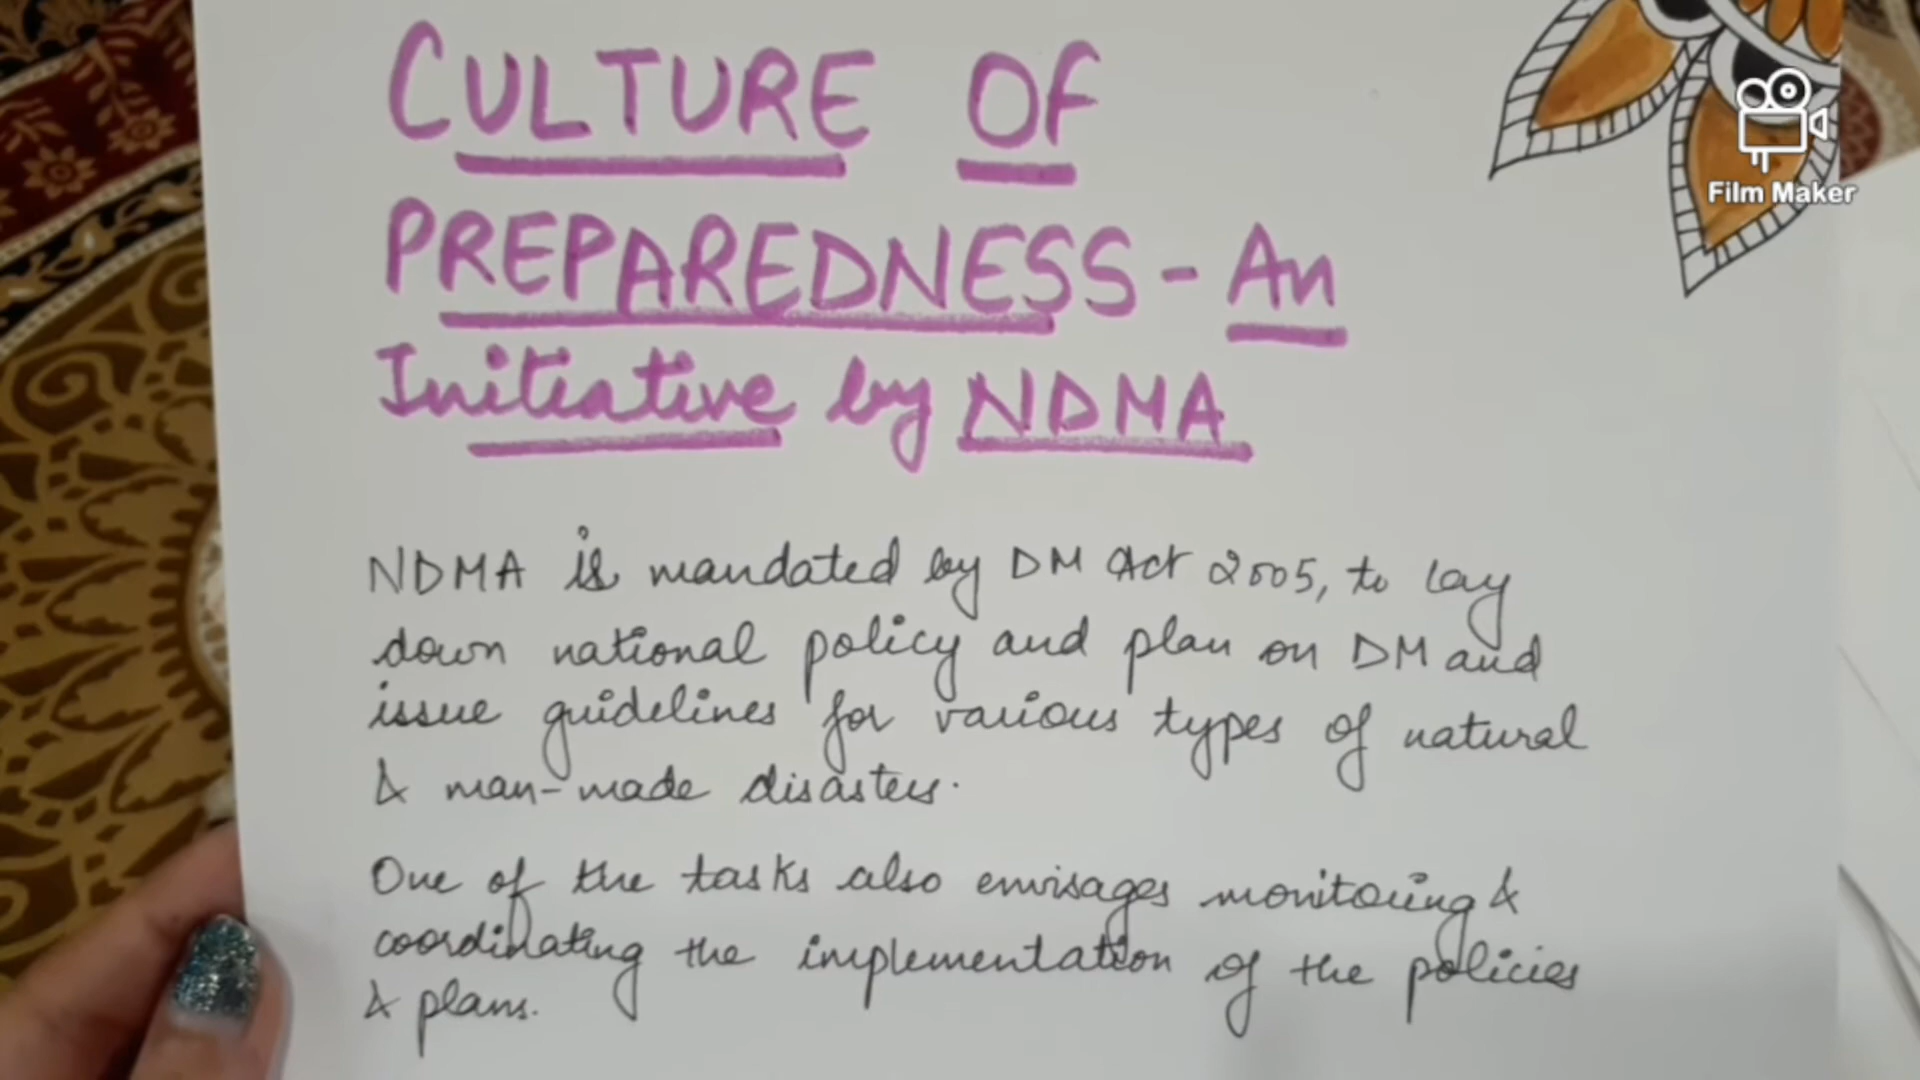 CULTURE OF
PREPAREDNESS - An
Initiative by NDMA
NDMA is mandated by DM Act 2005, to lay
down national policy and plan on DM and
issue guidelines for various types of natural
& man-made disasters.
One of the tasks also envisages monitoring &
coordinating the implementation of the policies
& plans.
Film Maker